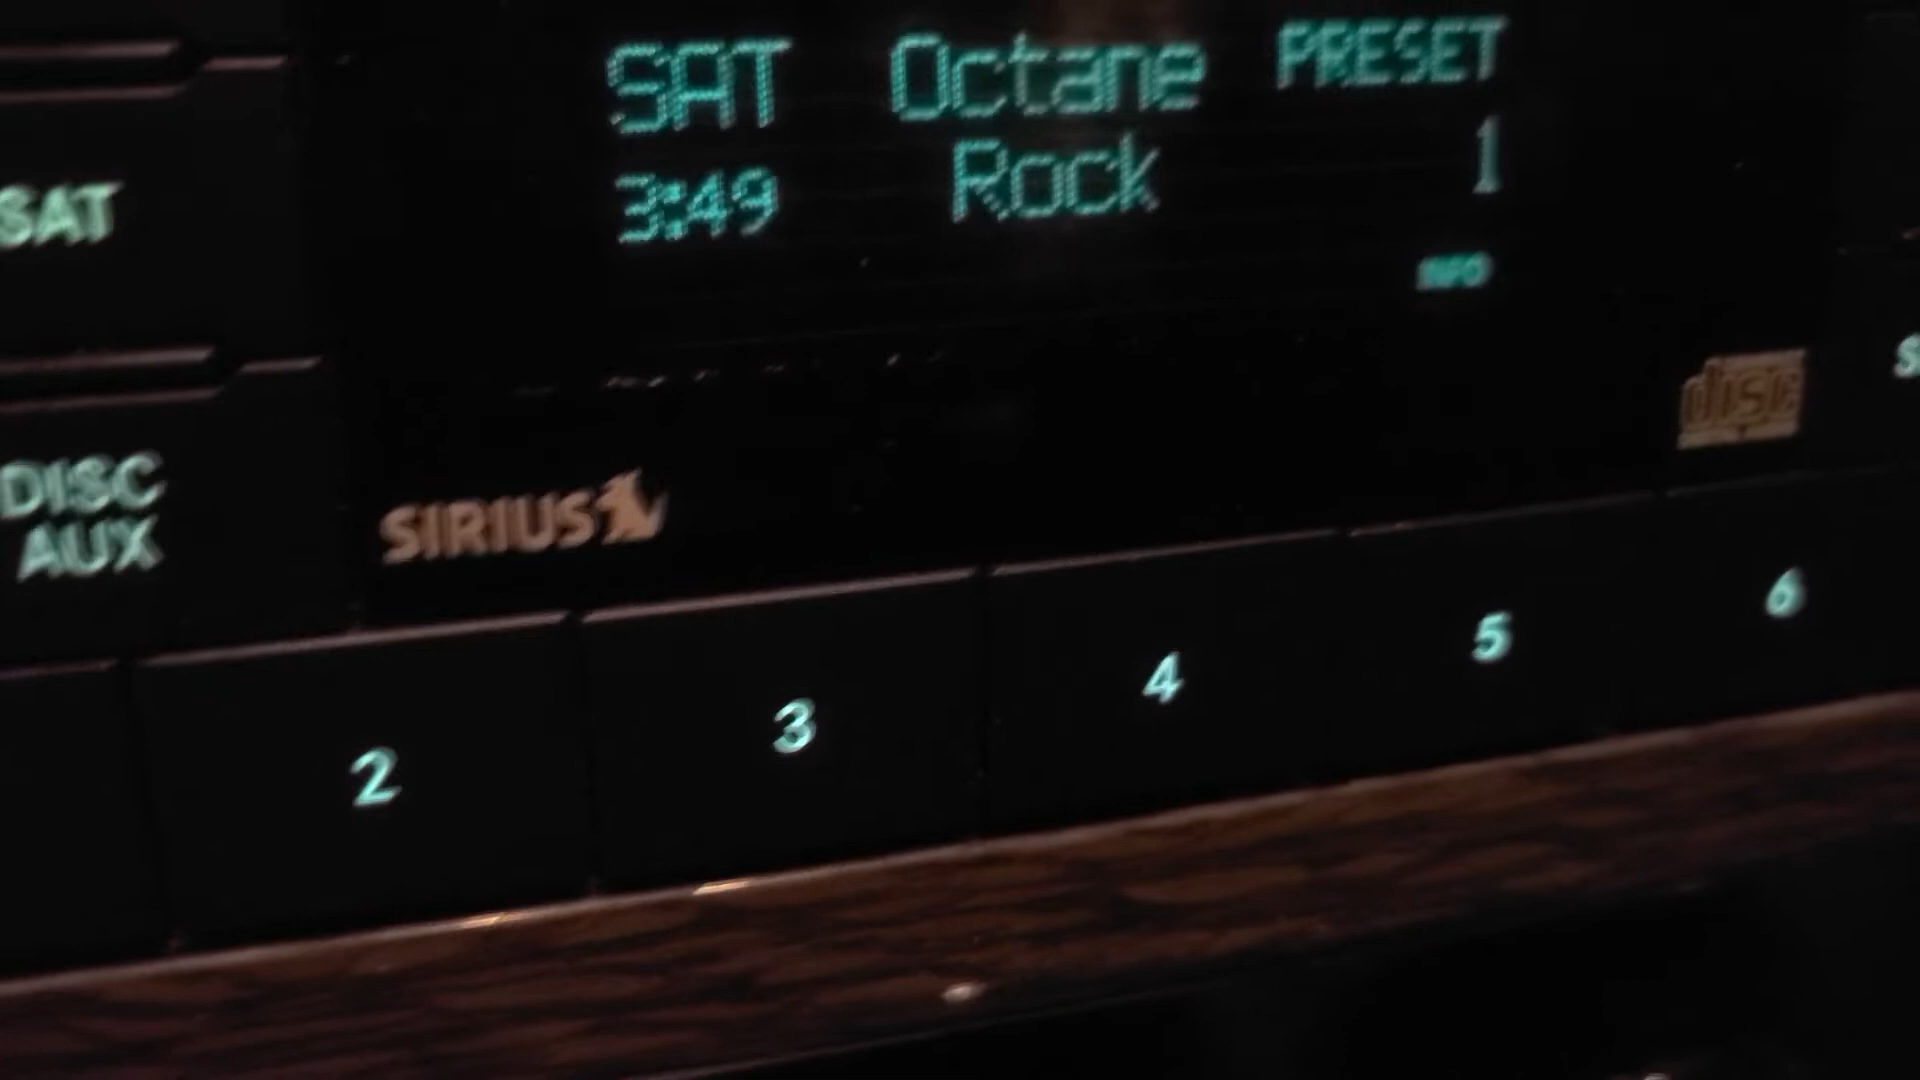 SAT Octane PRESET
3:49 Rock 1
INFO
SAT
DISC
AUX
SIRIUS
disc
2 3 4 5 6